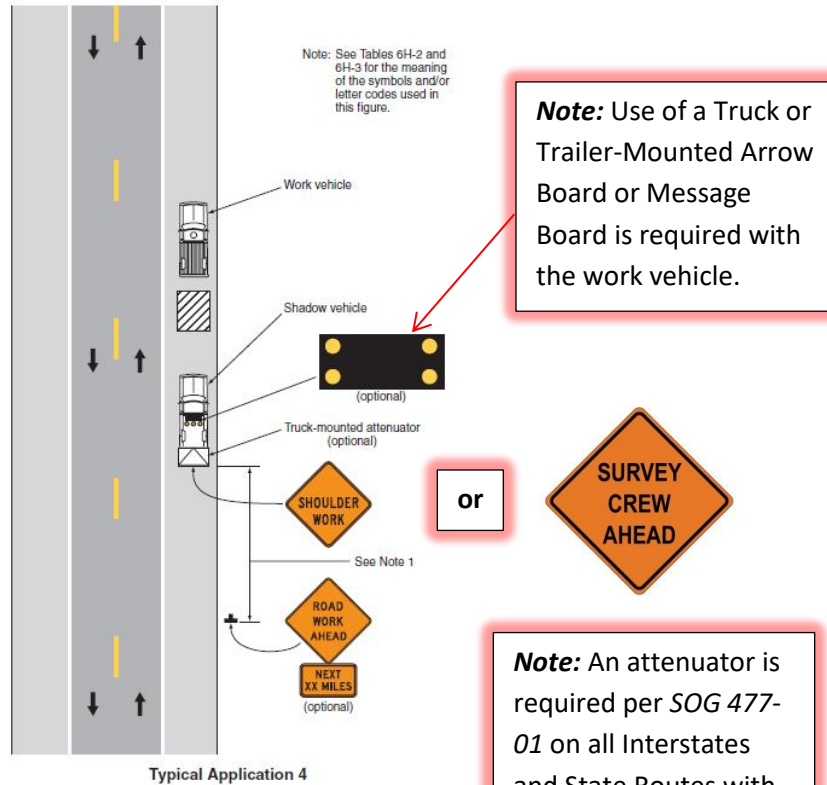 Note: See Tables 6H-2 and
6H-3 for the meaning
of the symbols and/or
letter codes used in
this figure.
Note: Use of a Truck or
Trailer-Mounted Arrow
Board or Message
Board is required with
the work vehicle.
Work vehicle
Shadow vehicle
(optional)
Truck-mounted attenuator
(optional)
SHOULDER
WORK
or
SURVEY
CREW
AHEAD
See Note 1
ROAD
WORK
AHEAD
NEXT
XX MILES
(optional)
Note: An attenuator is
required per SOG 477-
01 on all Interstates
and State Routes with
Typical Application 4